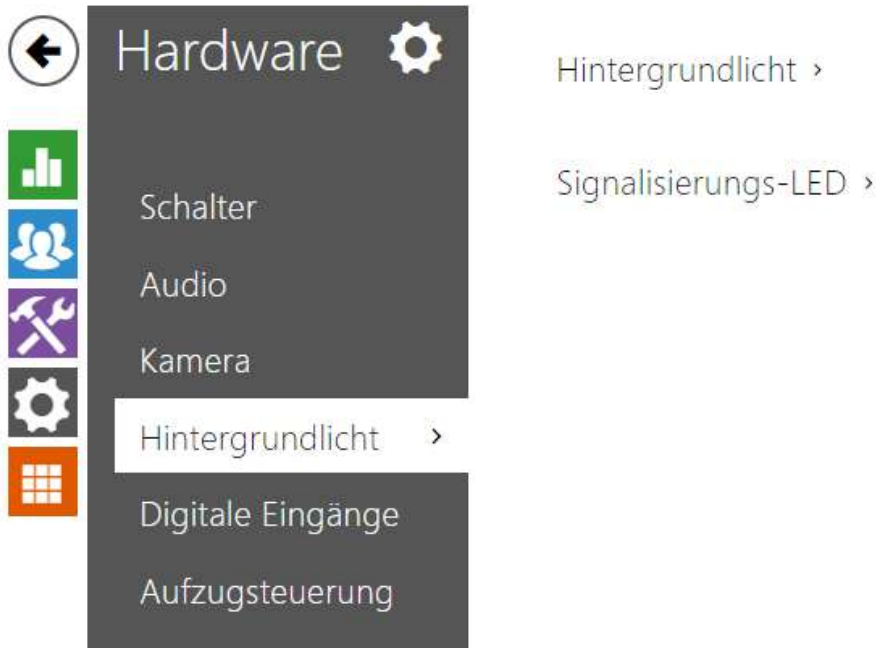 Hardware
Schalter
Audio
Kamera
Hintergrundlicht
Digitale Eingänge
Aufzugsteuerung
Hintergrundlicht
Signalisierungs-LED